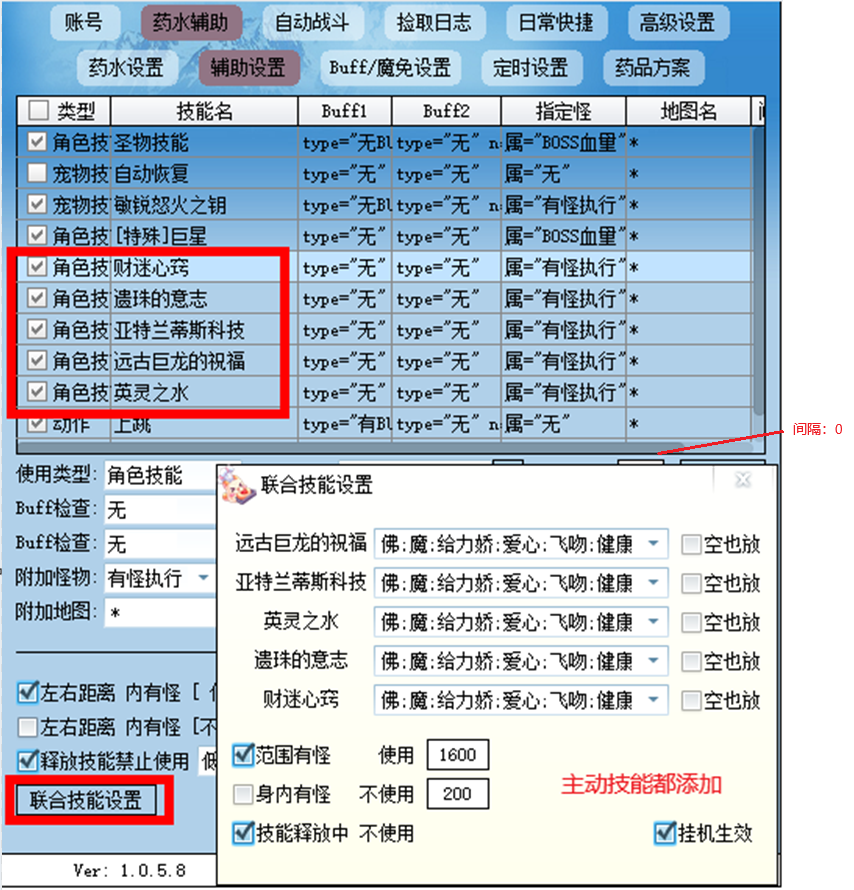 账号 药水辅助 自动战斗 捡取日志 日常快捷 高级设置
药水设置 辅助设置 Buff/魔免设置 定时设置 药品方案
类型 技能名 Buff1 Buff2 指定怪 地图名
角色技 圣物技能 type="无Bu type="无" n 属="BOSS血量" *
宠物技 自动恢复 type="无" type="无" 属="无" *
宠物技 敏锐怒火之钥 type="无Bu type="无" n 属="有怪执行" *
角色技 [特殊]巨星 type="无" type="无" 属="BOSS血量" *
角色技 财迷心窍 type="无" type="无" 属="有怪执行" *
角色技 遗珠的意志 type="无" type="无" 属="有怪执行" *
角色技 亚特兰蒂斯科技 type="无" type="无" 属="有怪执行" *
角色技 远古巨龙的祝福 type="无" type="无" 属="有怪执行" *
角色技 英灵之水 type="无" type="无" 属="有怪执行" *
动作 上跳 type="有Bu type="无" n 属="无" *
间隔：0
使用类型: 角色技能
Buff检查: 无
Buff检查: 无
附加怪物: 有怪执行
附加地图: *
左右距离 内有怪 [
左右距离 内有怪 [不
释放技能禁止使用
联合技能设置
Ver: 1.0.5.8
联合技能设置
远古巨龙的祝福 佛:魔:给力娇:爱心:飞吻:健康 空也放
亚特兰蒂斯科技 佛:魔:给力娇:爱心:飞吻:健康 空也放
英灵之水 佛:魔:给力娇:爱心:飞吻:健康 空也放
遗珠的意志 佛:魔:给力娇:爱心:飞吻:健康 空也放
财迷心窍 佛:魔:给力娇:爱心:飞吻:健康 空也放
范围有怪 使用 1600
身内有怪 不使用 200
主动技能都添加
技能释放中 不使用 挂机生效